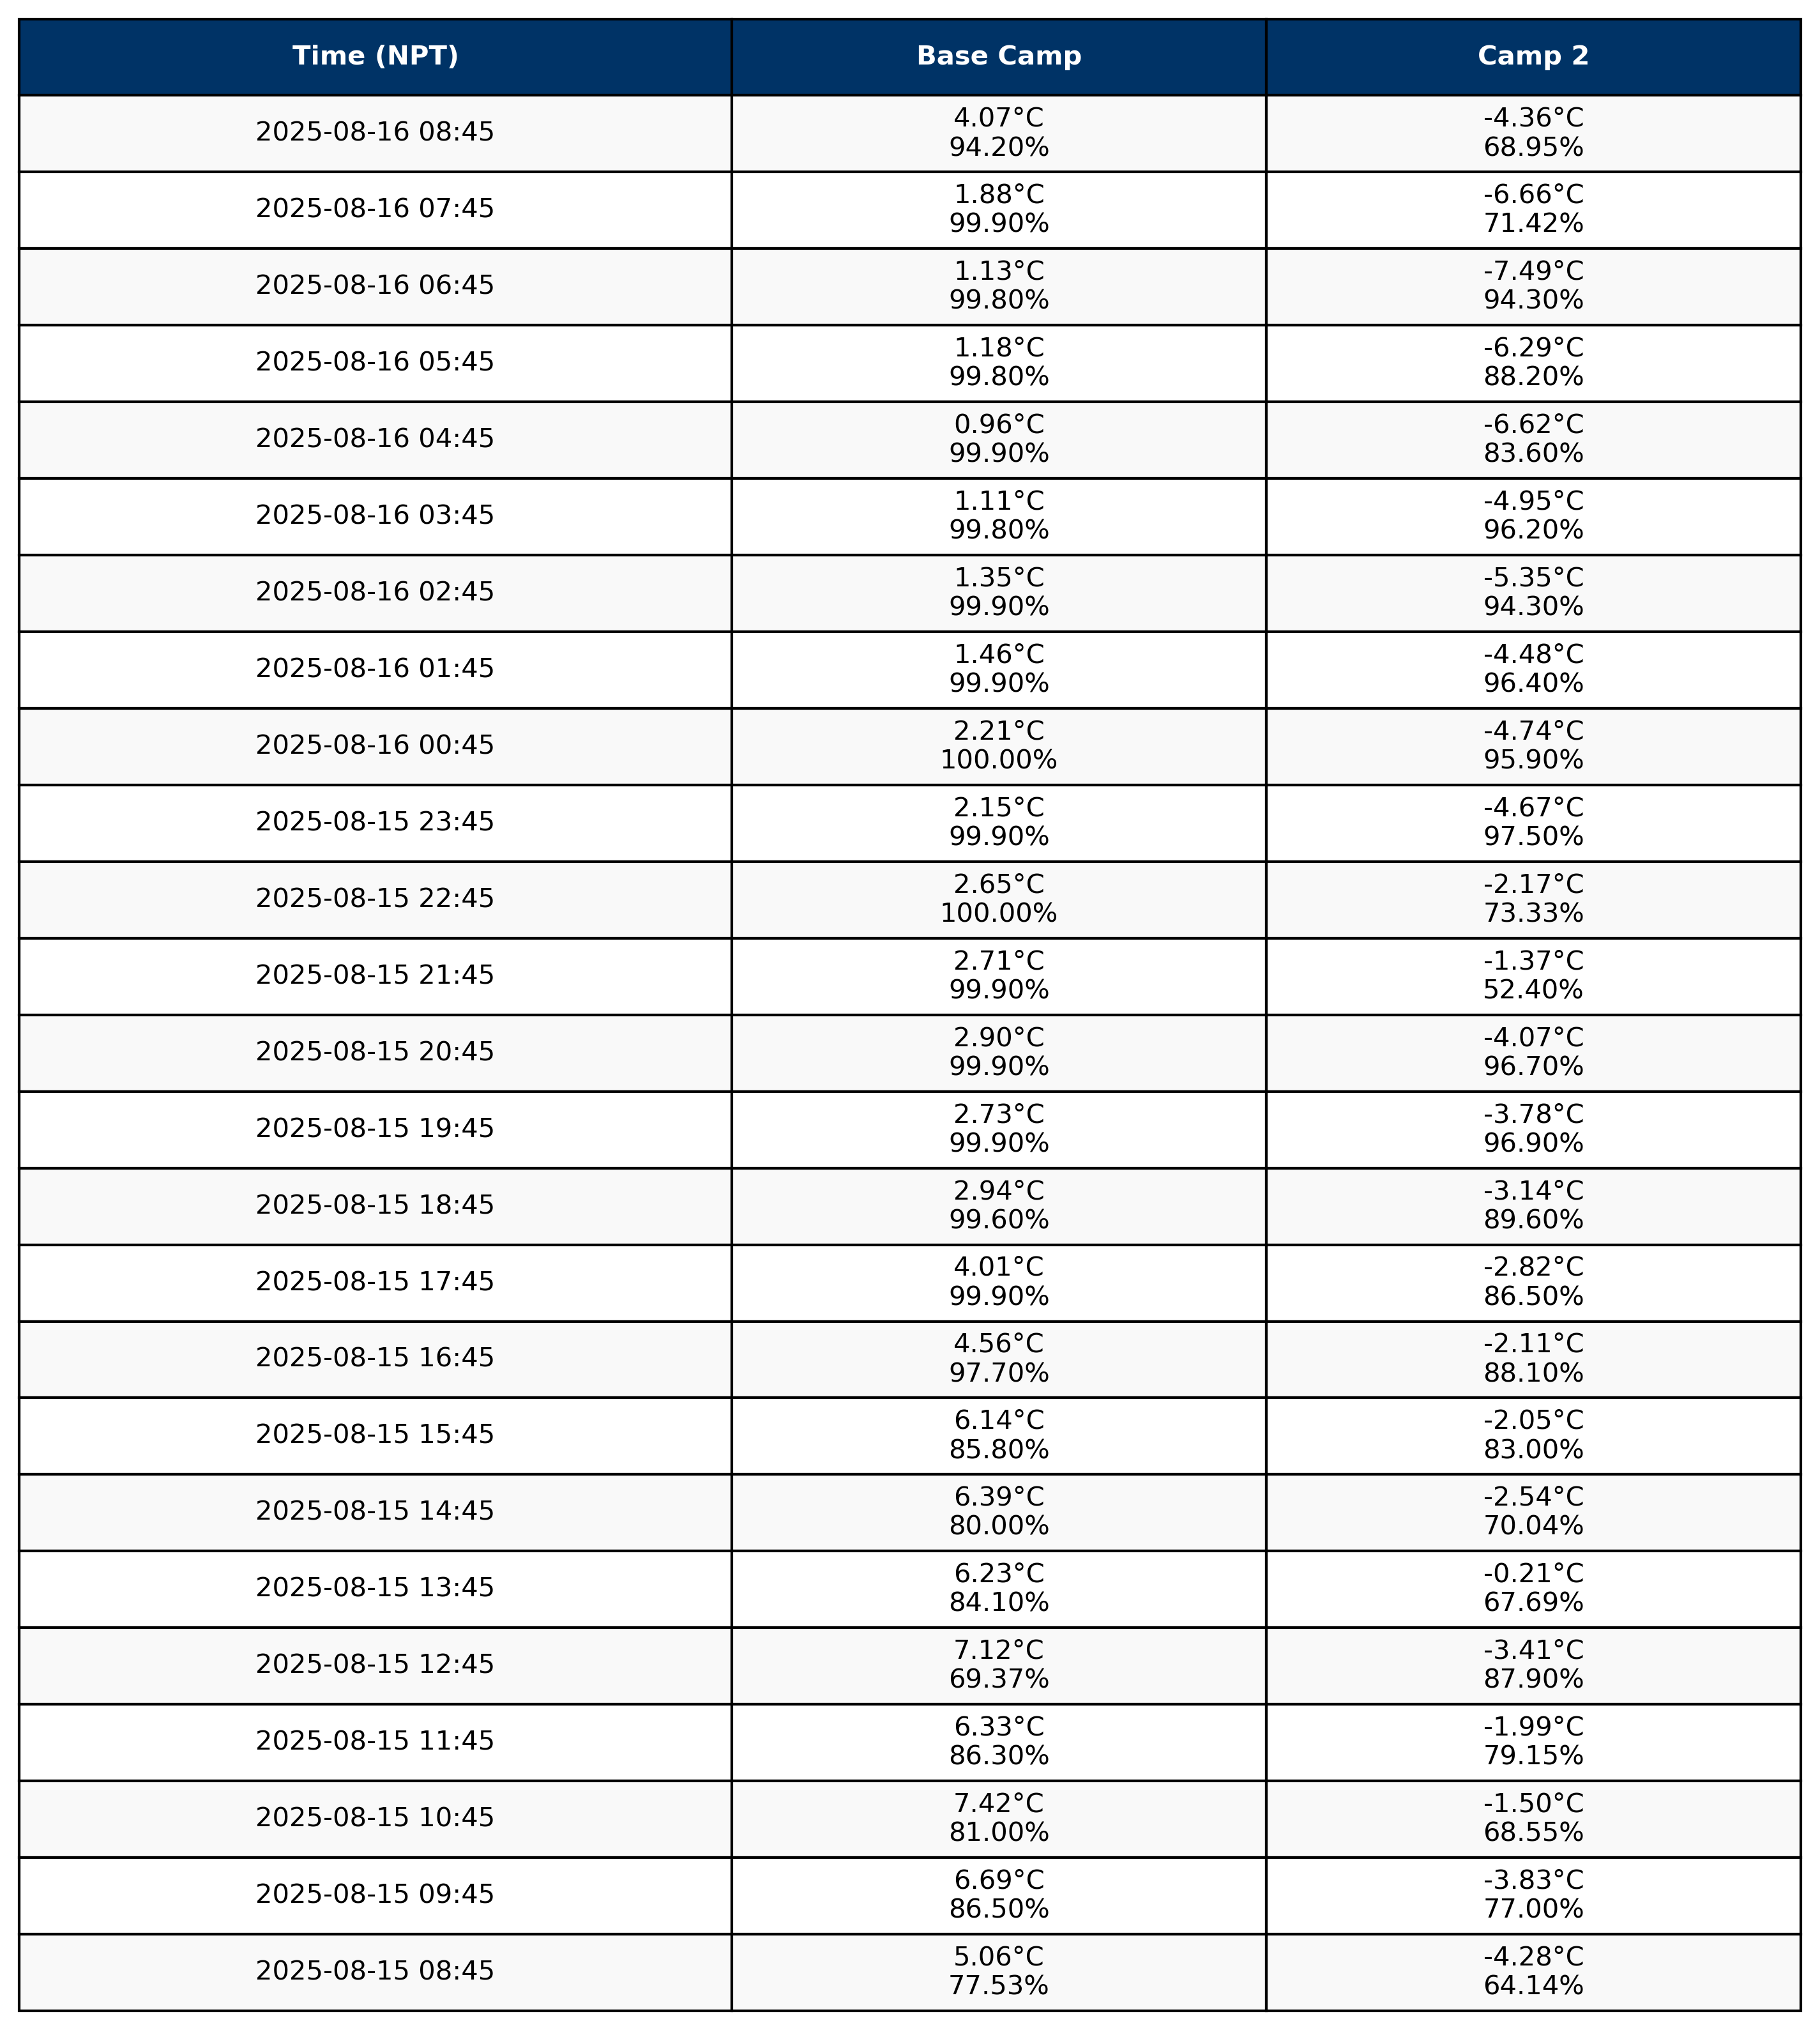 Time (NPT) Base Camp Camp 2
2025-08-16 08:45 4.07°C -4.36°C
94.20% 68.95%
2025-08-16 07:45 1.88°C -6.66°C
99.90% 71.42%
2025-08-16 06:45 1.13°C -7.49°C
99.80% 94.30%
2025-08-16 05:45 1.18°C -6.29°C
99.80% 88.20%
2025-08-16 04:45 0.96°C -6.62°C
99.90% 83.60%
2025-08-16 03:45 1.11°C -4.95°C
99.80% 96.20%
2025-08-16 02:45 1.35°C -5.35°C
99.90% 94.30%
2025-08-16 01:45 1.46°C -4.48°C
99.90% 96.40%
2025-08-16 00:45 2.21°C -4.74°C
100.00% 95.90%
2025-08-15 23:45 2.15°C -4.67°C
99.90% 97.50%
2025-08-15 22:45 2.65°C -2.17°C
100.00% 73.33%
2025-08-15 21:45 2.71°C -1.37°C
99.90% 52.40%
2025-08-15 20:45 2.90°C -4.07°C
99.90% 96.70%
2025-08-15 19:45 2.73°C -3.78°C
99.90% 96.90%
2025-08-15 18:45 2.94°C -3.14°C
99.60% 89.60%
2025-08-15 17:45 4.01°C -2.82°C
99.90% 86.50%
2025-08-15 16:45 4.56°C -2.11°C
97.70% 88.10%
2025-08-15 15:45 6.14°C -2.05°C
85.80% 83.00%
2025-08-15 14:45 6.39°C -2.54°C
80.00% 70.04%
2025-08-15 13:45 6.23°C -0.21°C
84.10% 67.69%
2025-08-15 12:45 7.12°C -3.41°C
69.37% 87.90%
2025-08-15 11:45 6.33°C -1.99°C
86.30% 79.15%
2025-08-15 10:45 7.42°C -1.50°C
81.00% 68.55%
2025-08-15 09:45 6.69°C -3.83°C
86.50% 77.00%
2025-08-15 08:45 5.06°C -4.28°C
77.53% 64.14%